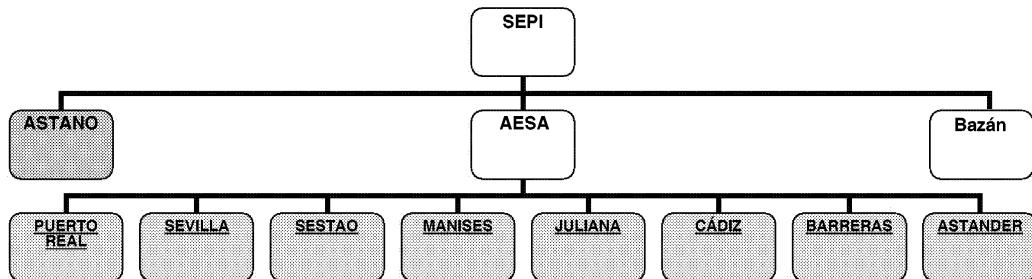 SEPI
ASTANO
AESA
Bazán
PUERTO
REAL
SEVILLA
SESTAO
MANISES
JULIANA
CÁDIZ
BARRERAS
ASTANDER